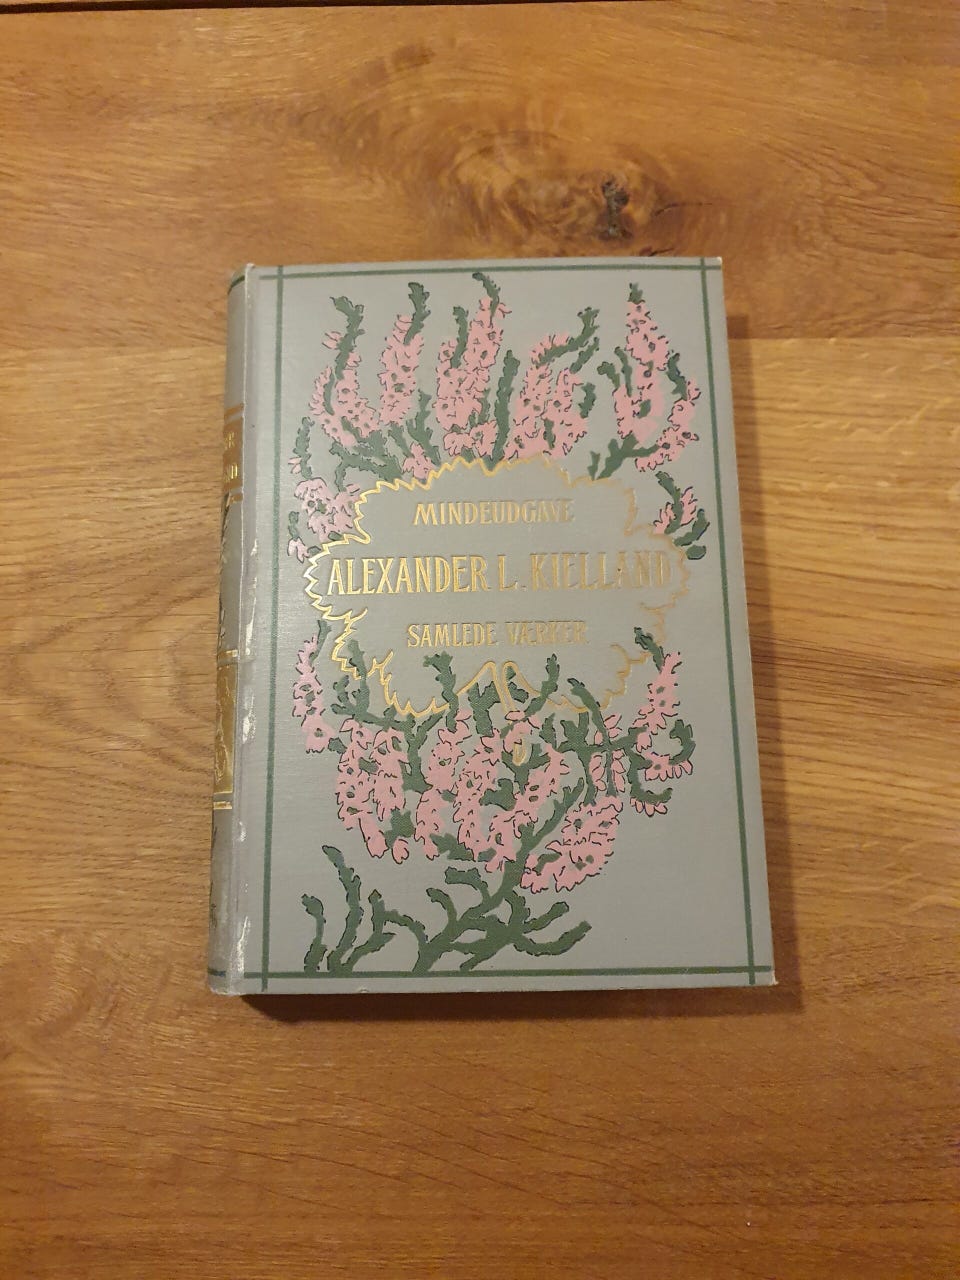 MINDEUDGAVE
ALEXANDER L. KIELLAND
SAMLEDE VÆRKER